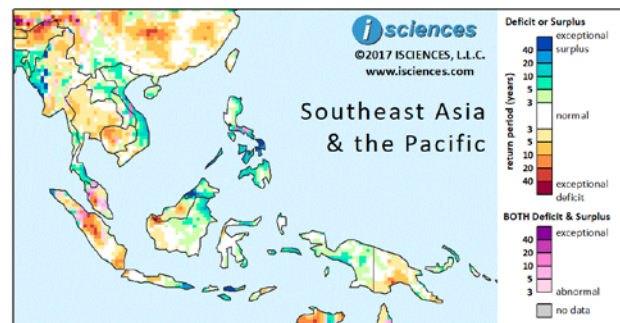 i sciences
©2017 ISCIENCES, L.L.C.
www.isciences.com
Southeast Asia
& the Pacific
Deficit or Surplus
exceptional
surplus
40
20
10
5
3
normal
3
5
10
20
40
exceptional
deficit
return period (years)
BOTH Deficit & Surplus
40
exceptional
20
10
5
3
abnormal
no data